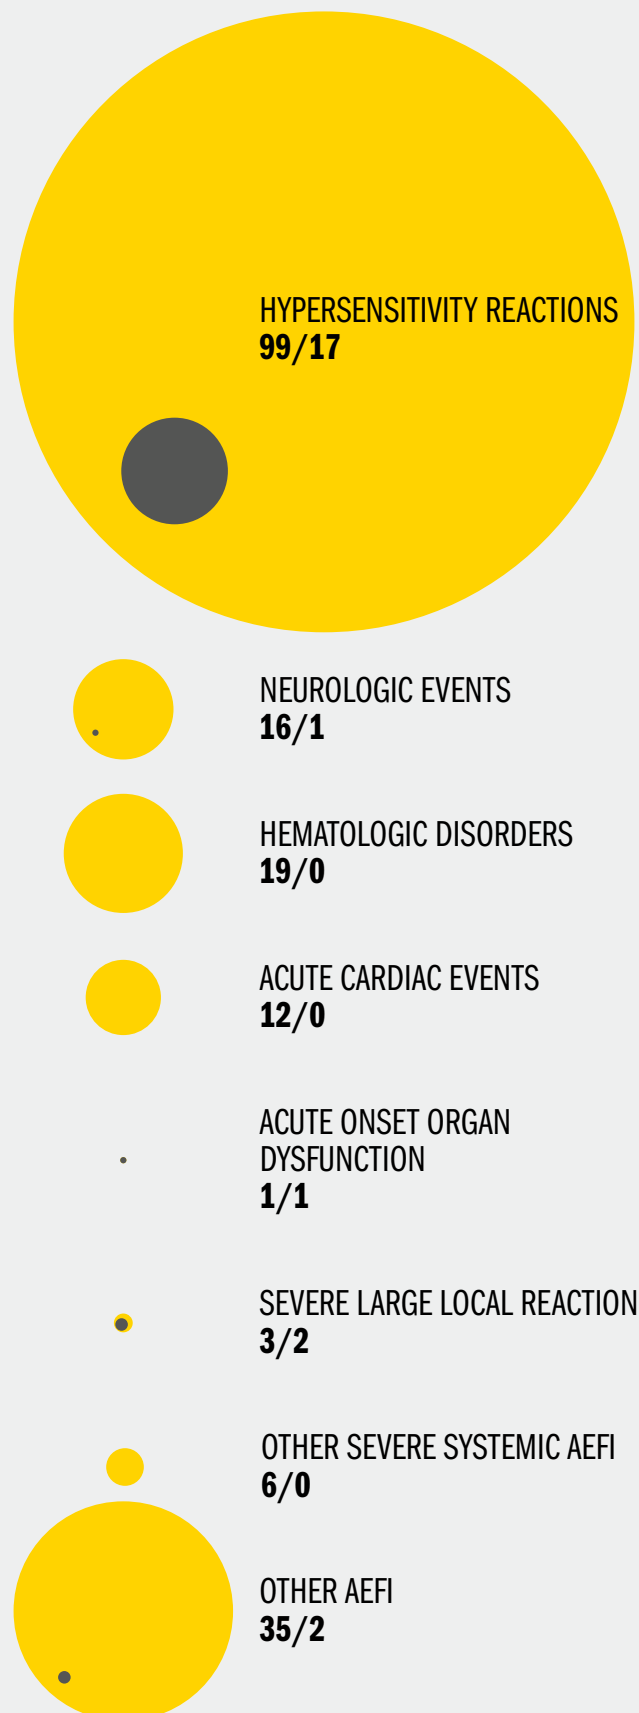 HYPERSENSITIVITY REACTIONS
99/17
NEUROLOGIC EVENTS
16/1
HEMATOLOGIC DISORDERS
19/0
ACUTE CARDIAC EVENTS
12/0
ACUTE ONSET ORGAN
DYSFUNCTION
1/1
SEVERE LARGE LOCAL REACTION
3/2
OTHER SEVERE SYSTEMIC AEFI
6/0
OTHER AEFI
35/2